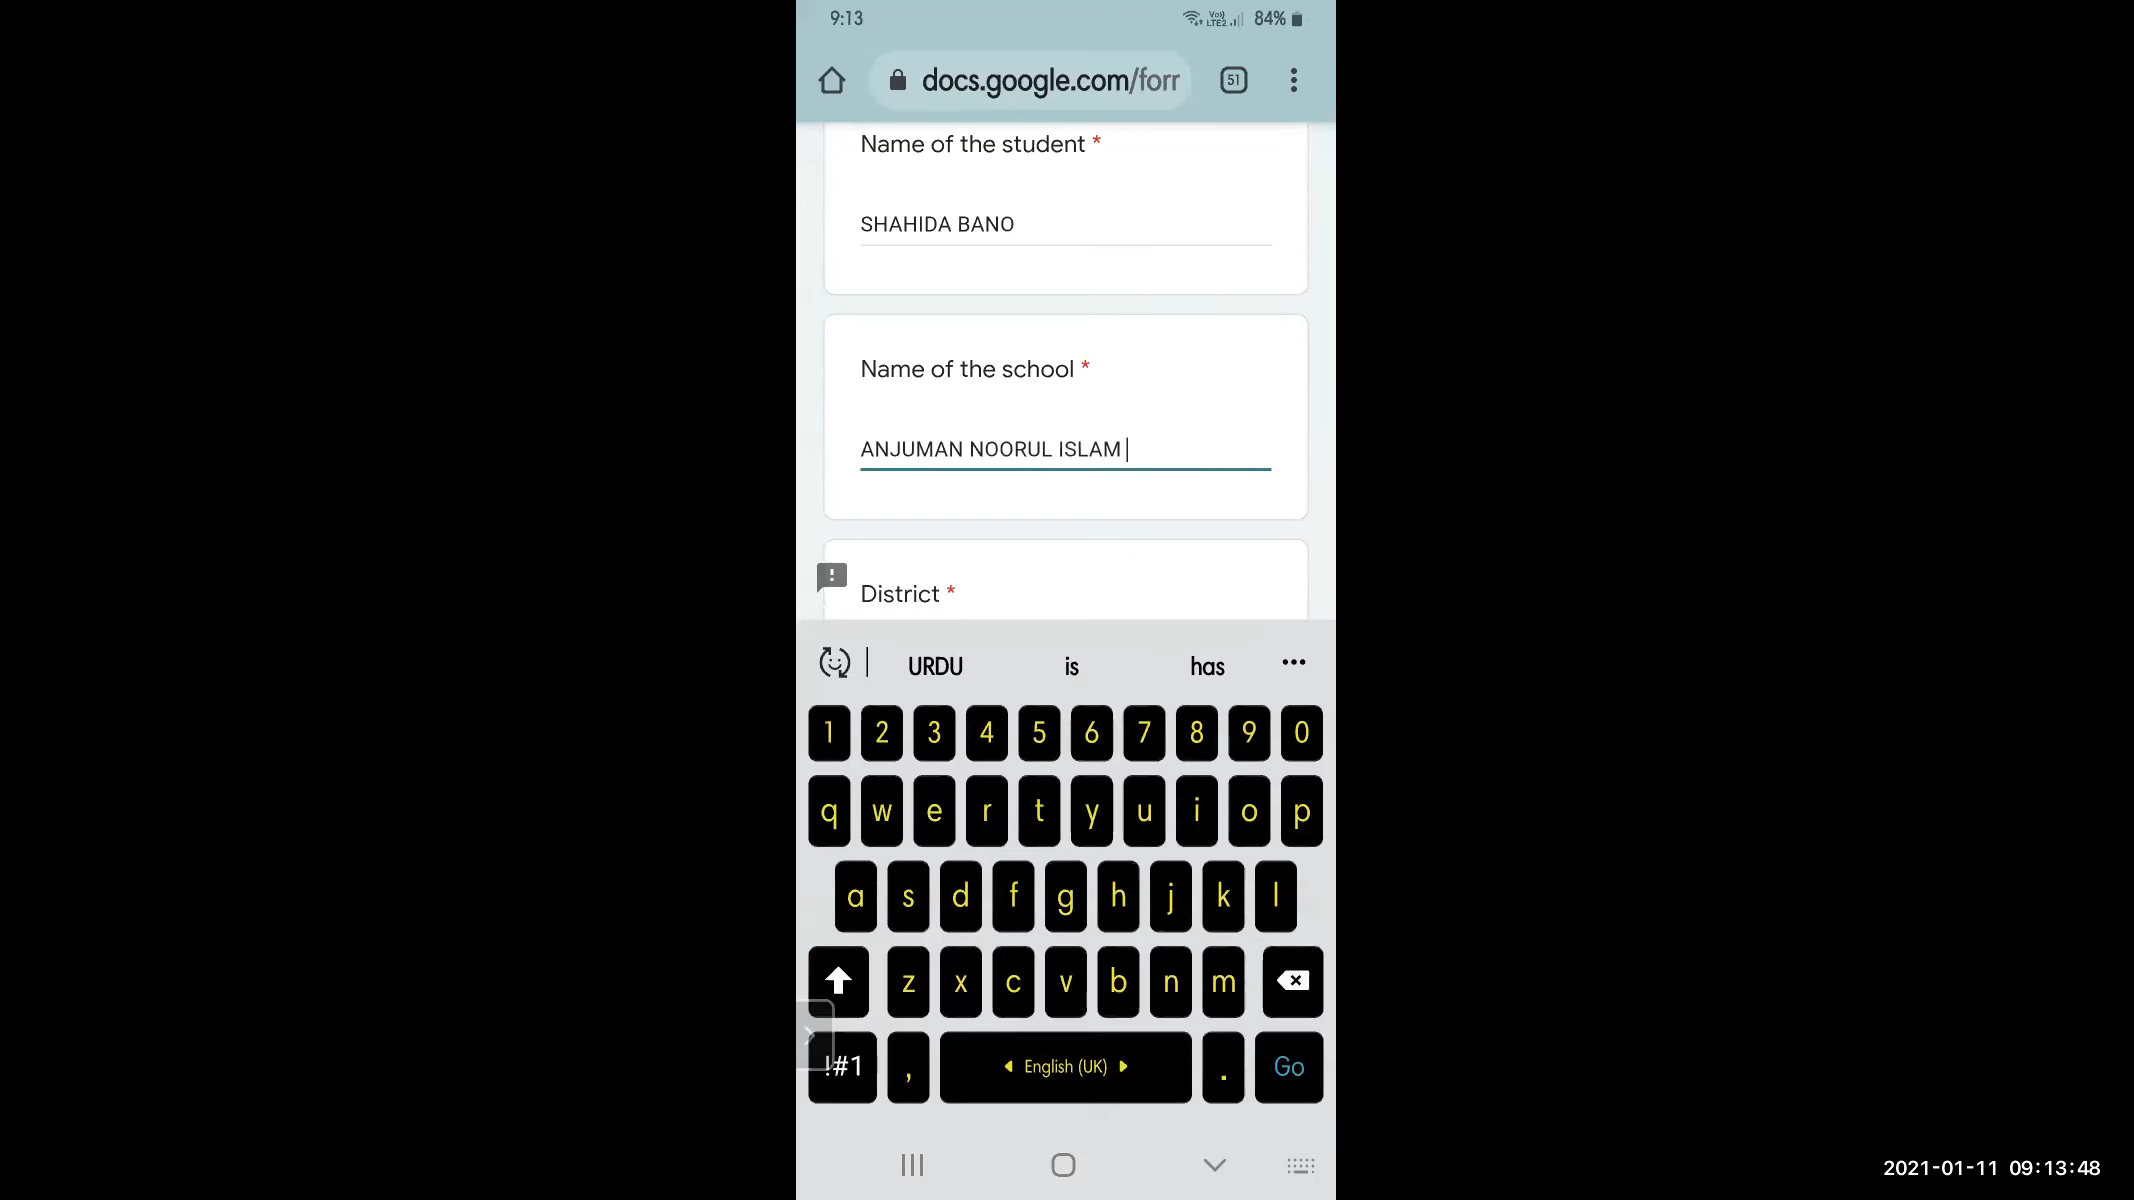 9:13
Vo)) LTE2 84%
docs.google.com/forr 51
Name of the student *
SHAHIDA BANO
Name of the school *
ANJUMAN NOORUL ISLAM
!
District *
URDU is has •••
1 2 3 4 5 6 7 8 9 0
q w e r t y u i o p
a s d f g h j k l
z x c v b n m
!#1 , English (UK) . Go
2021-01-11 09:13:48